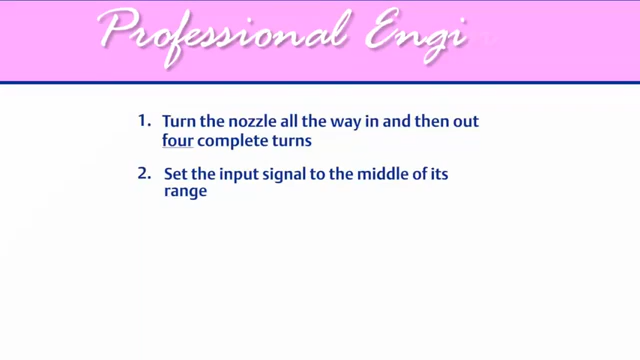 Professional Engi
1. Turn the nozzle all the way in and then out
four complete turns
2. Set the input signal to the middle of its
range